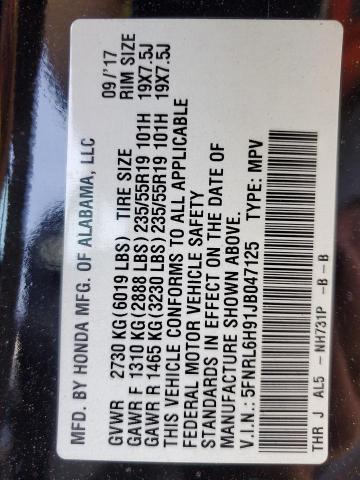 MFD. BY HONDA MFG. OF ALABAMA, LLC 09/'17
GVWR 2730 KG(6019 LBS) TIRE SIZE RIM SIZE
GAWR F 1310 KG(2888 LBS)235/55R19 101H 19X7.5J
GAWR R 1465 KG(3230 LBS)235/55R19 101H 19X7.5J
THIS VEHICLE CONFORMS TO ALL APPLICABLE
FEDERAL MOTOR VEHICLE SAFETY
STANDARDS IN EFFECT ON THE DATE OF
MANUFACTURE SHOWN ABOVE.
V.I.N.: 5FNRL6H91JB047125 TYPE: MPV
THR J AL5 - NH731P -B-B